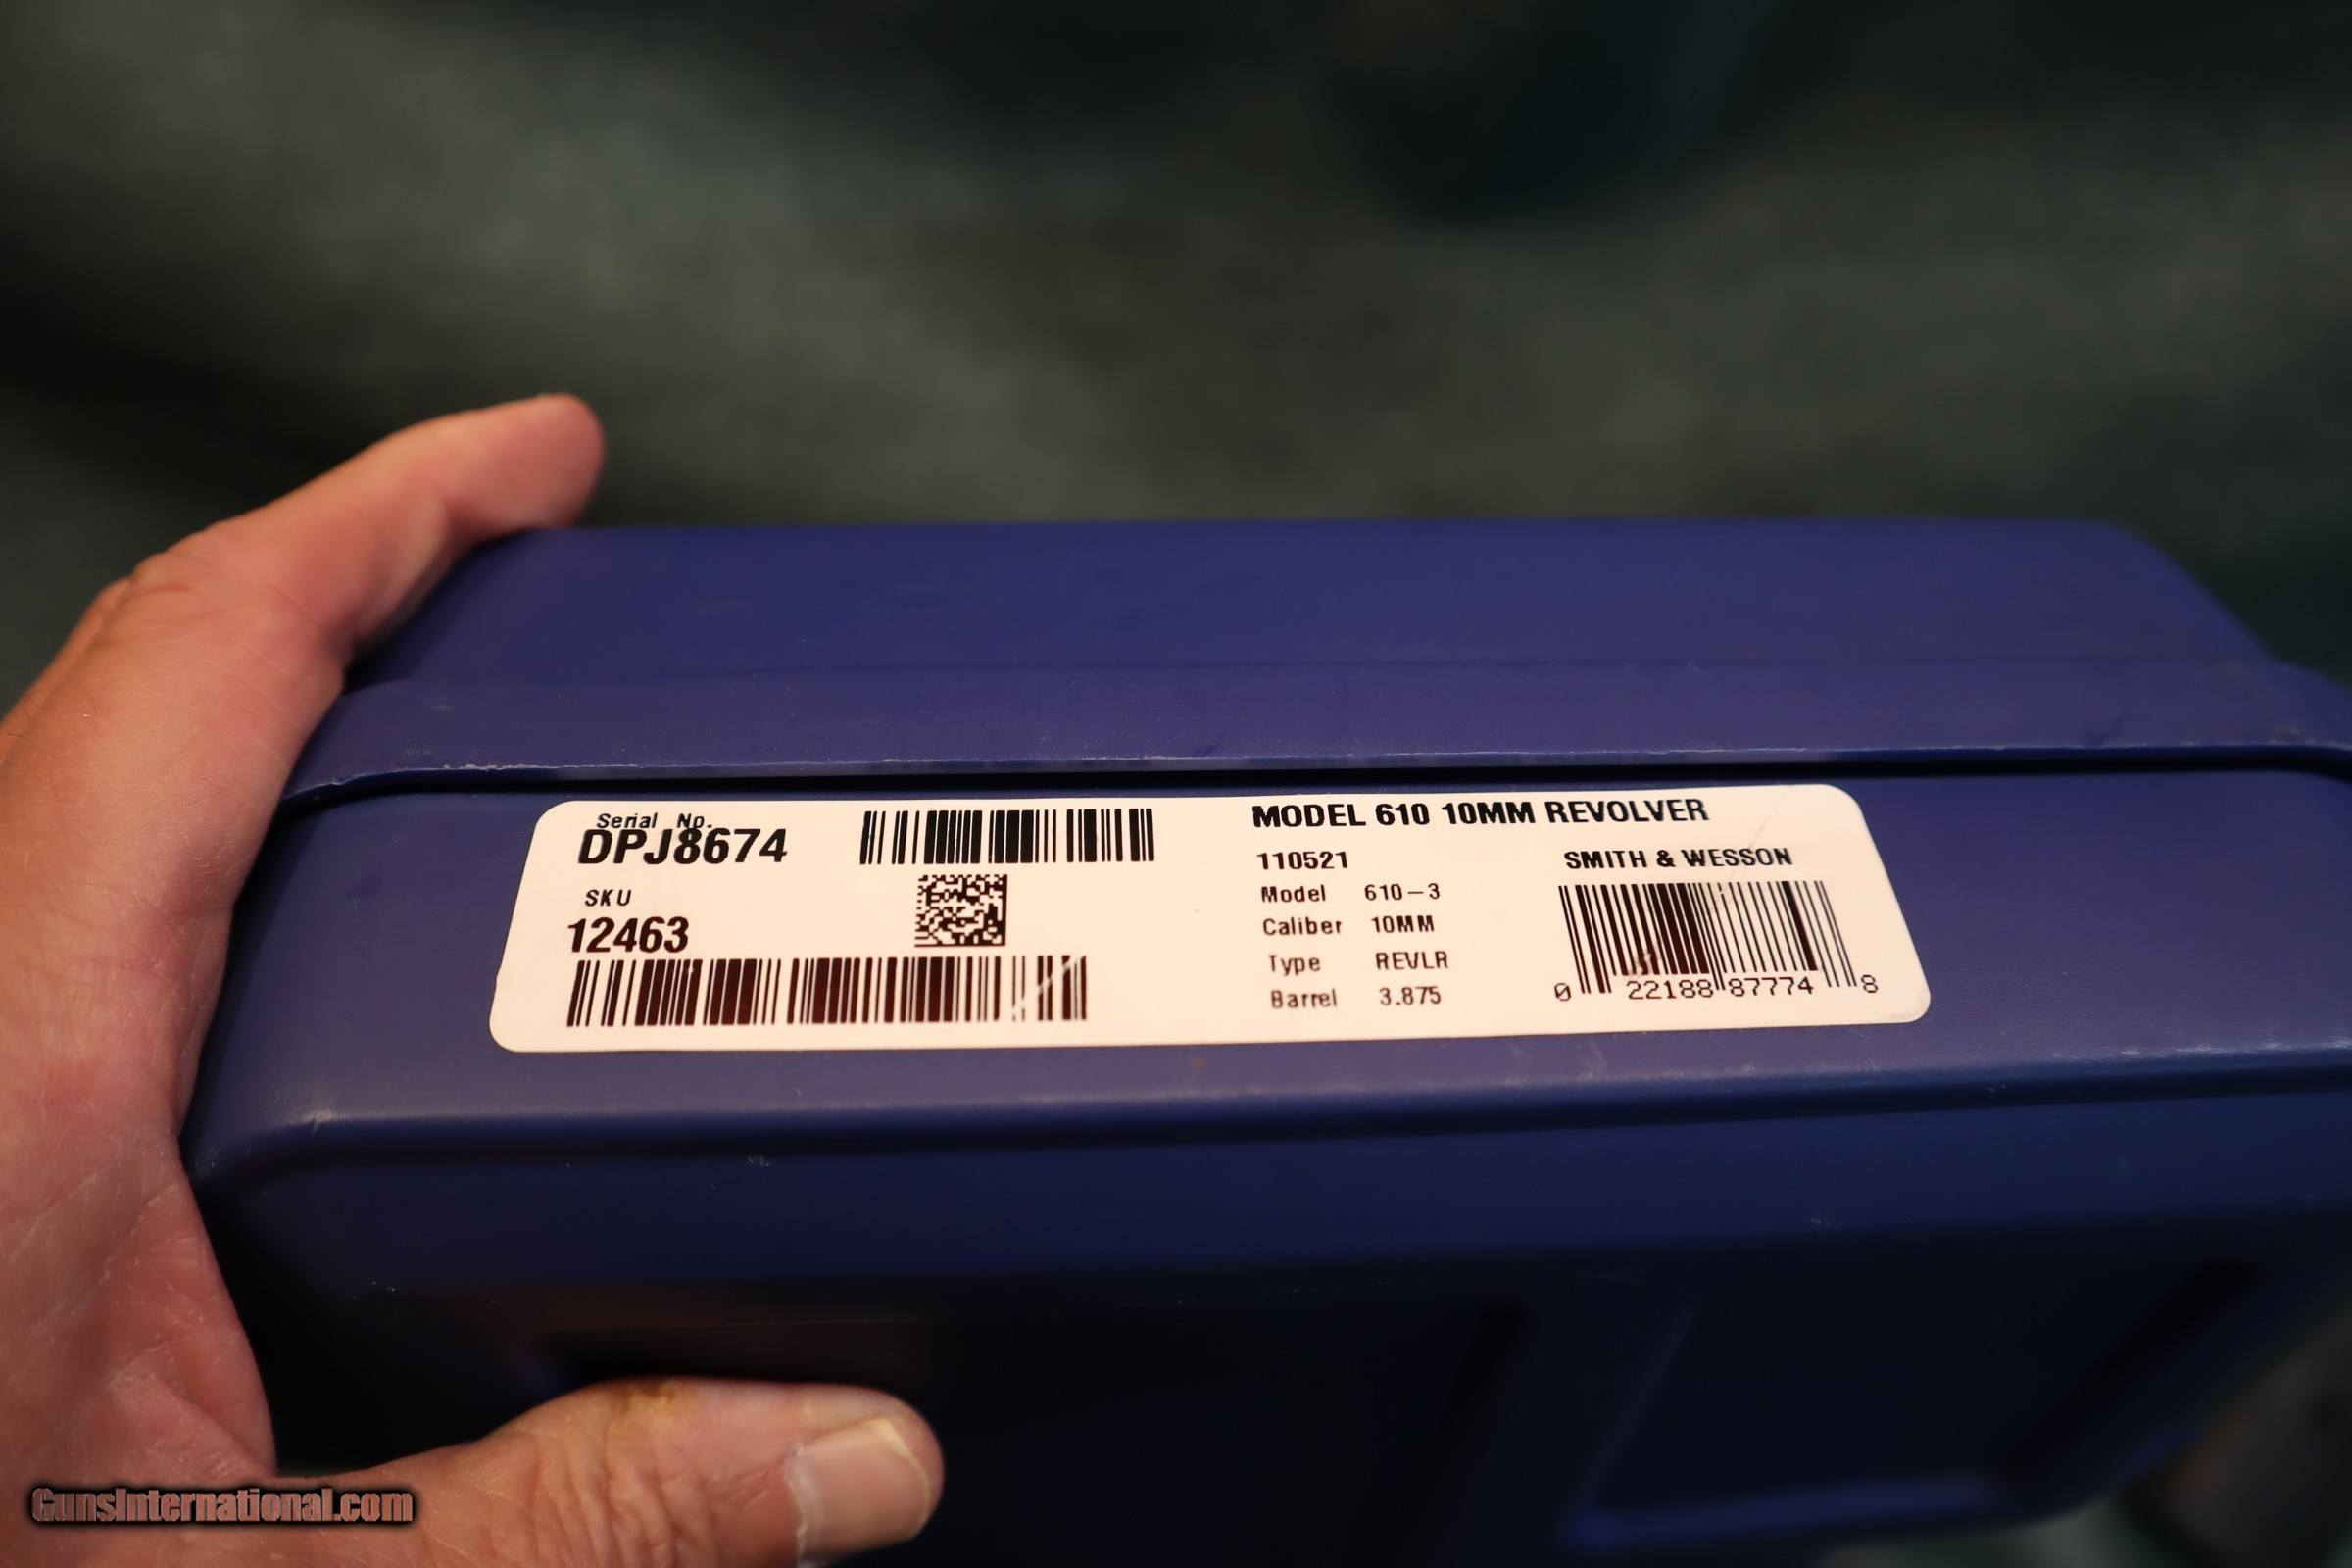 Serial No.
DPJ8674
SKU
12463
MODEL 610 10MM REVOLVER
110521
SMITH & WESSON
Model 610-3
Caliber 10MM
Type REVLR
Barrel 3.875
0 22188 87774 8
GunsInternational.com